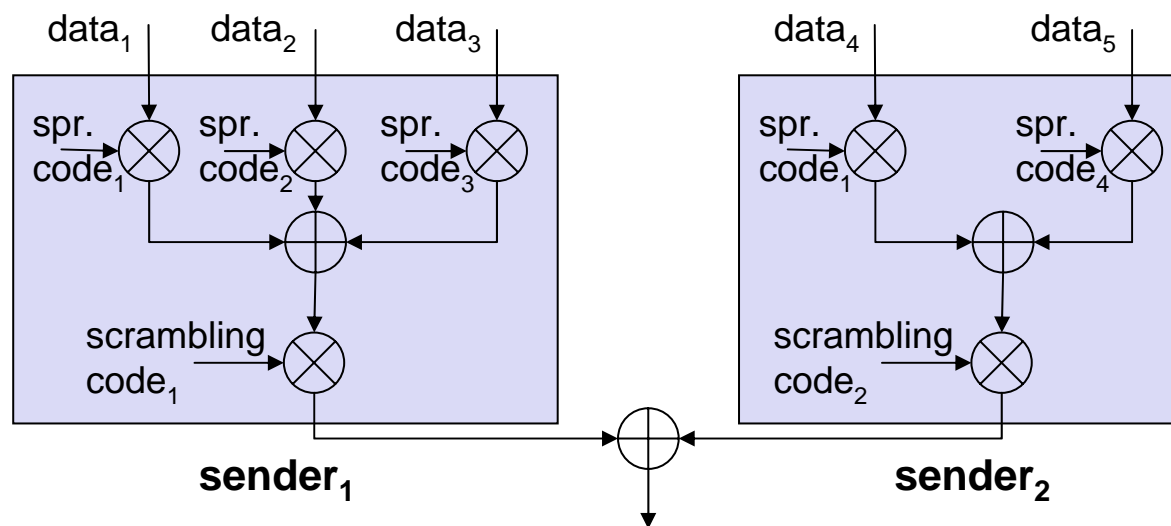 data₁ data₂ data₃ data₄ data₅
spr. spr. spr. spr. spr.
code₁ code₂ code₃ code₁ code₄
scrambling scrambling
code₁ code₂
sender₁ sender₂